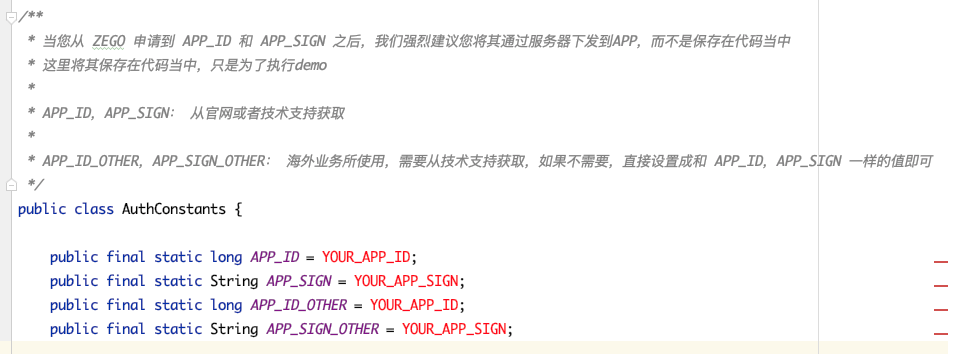 /**
 * 当您从 ZEGO 申请到 APP_ID 和 APP_SIGN 之后，我们强烈建议您将其通过服务器下发到APP，而不是保存在代码当中
 * 这里将其保存在代码当中，只是为了执行demo
 *
 * APP_ID，APP_SIGN： 从官网或者技术支持获取
 *
 * APP_ID_OTHER，APP_SIGN_OTHER： 海外业务所使用，需要从技术支持获取，如果不需要，直接设置成和 APP_ID，APP_SIGN 一样的值即可
 */
public class AuthConstants {
    public final static long APP_ID = YOUR_APP_ID;
    public final static String APP_SIGN = YOUR_APP_SIGN;
    public final static long APP_ID_OTHER = YOUR_APP_ID;
    public final static String APP_SIGN_OTHER = YOUR_APP_SIGN;